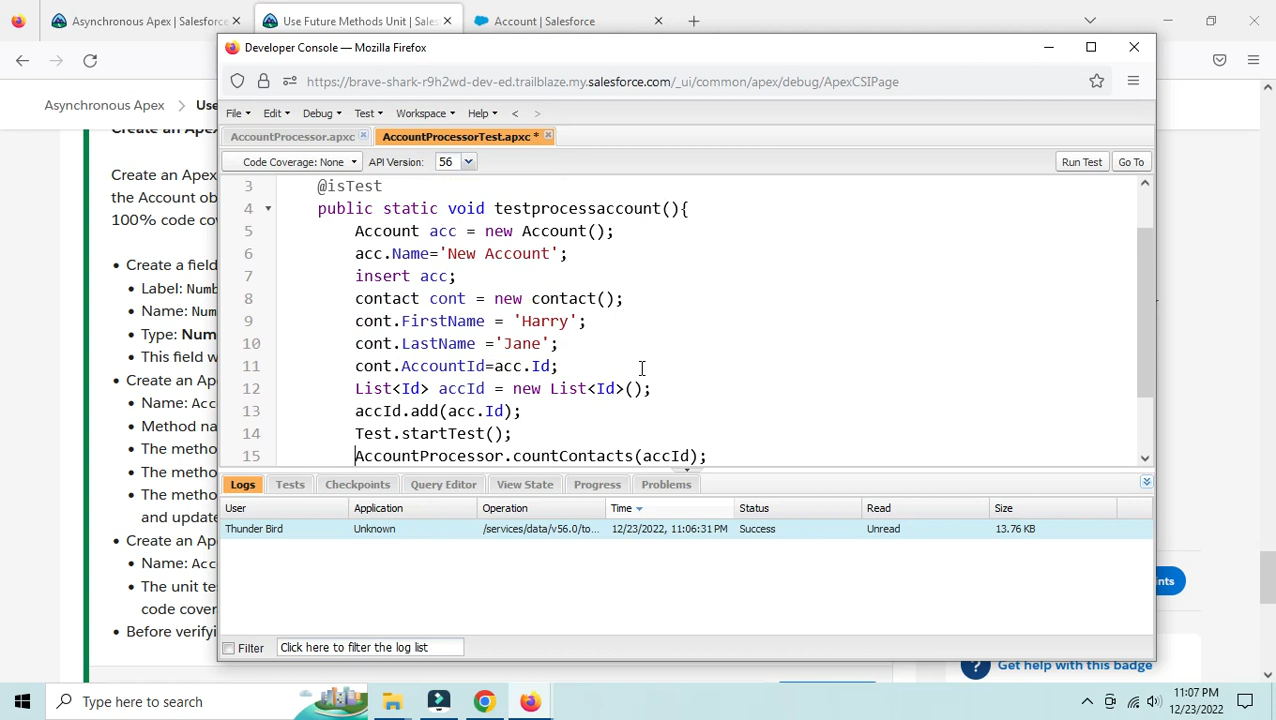 Asynchronous Apex | Salesforce
Use Future Methods Unit | Sales
Account | Salesforce
Developer Console — Mozilla Firefox
https://brave-shark-r9h2wd-dev-ed.trailblaze.my.salesforce.com/_ui/common/apex/debug/ApexCSIPage
File Edit Debug Test Workspace Help < >
AccountProcessor.apxc AccountProcessorTest.apxc *
Code Coverage: None API Version: 56 Run Test Go To
3 @isTest
4 public static void testprocessaccount(){
5 Account acc = new Account();
6 acc.Name='New Account';
7 insert acc;
8 contact cont = new contact();
9 cont.FirstName = 'Harry';
10 cont.LastName ='Jane';
11 cont.AccountId=acc.Id;
12 List<Id> accId = new List<Id>();
13 accId.add(acc.Id);
14 Test.startTest();
15 AccountProcessor.countContacts(accId);
Logs Tests Checkpoints Query Editor View State Progress Problems
User Application Operation Time Status Read Size
Thunder Bird Unknown /services/data/v56.0/to... 12/23/2022, 11:06:31 PM Success Unread 13.76 KB
Filter Click here to filter the log list
Asynchronous Apex > Use
Create an Apex
Create an Apex
the Account ob
100% code cov
Create a field
Label: Numb
Name: Num
Type: Num
This field w
Create an Ap
Name: Acc
Method na
The metho
The metho
The metho
and update
Create an Ap
Name: Acc
The unit te
code cover
Before verifyi
ints
Get help with this badge
Type here to search
11:07 PM
12/23/2022